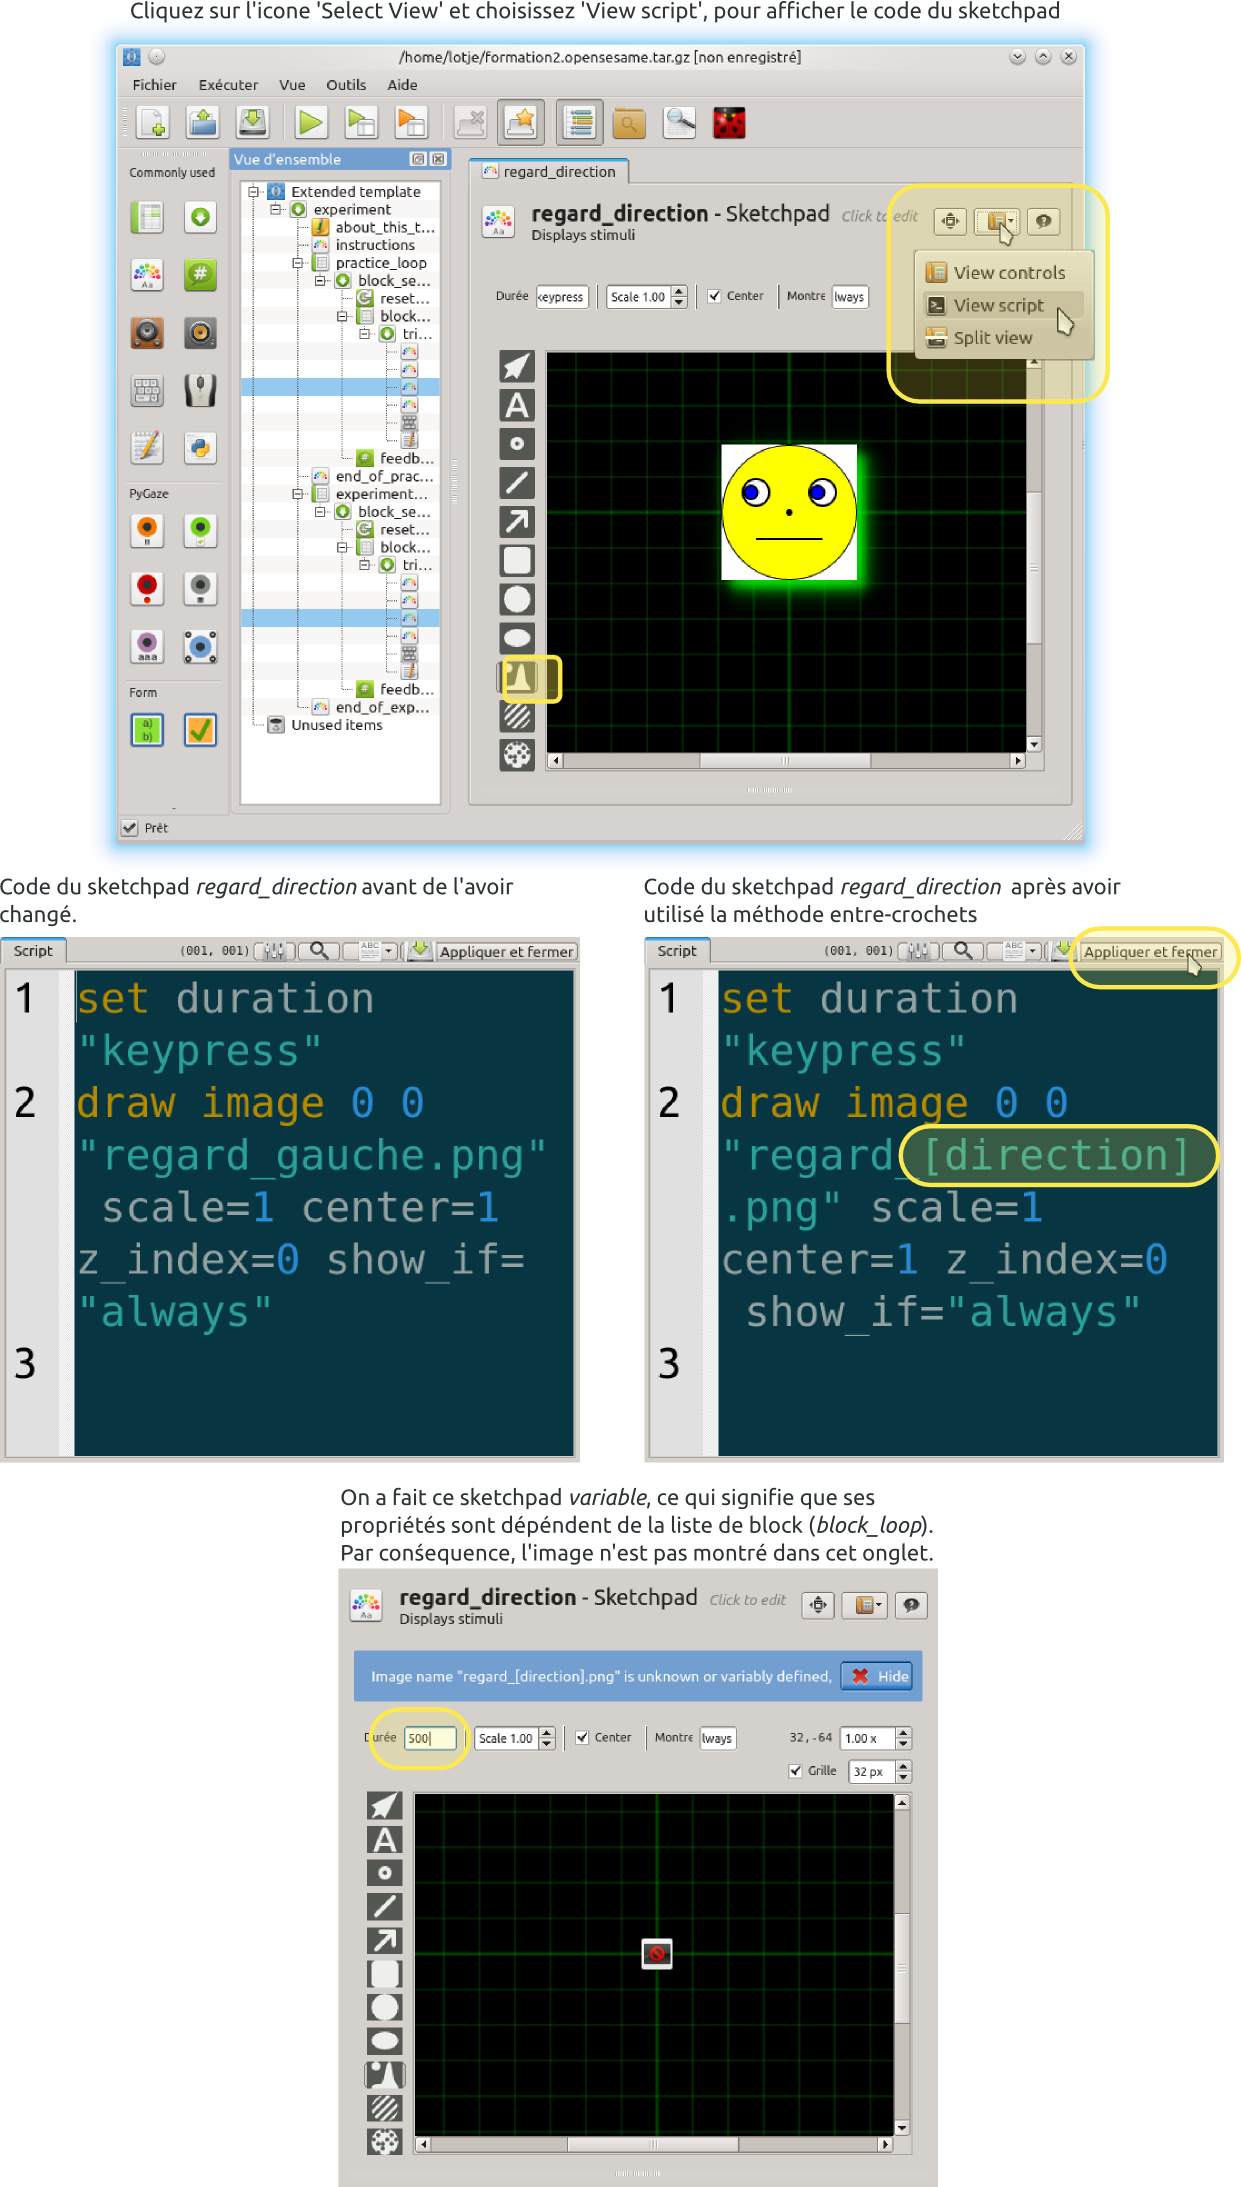 Cliquez sur l'icone 'Select View' et choisissez 'View script', pour afficher le code du sketchpad
/home/lotje/formation2.opensesame.tar.gz [non enregistré]
Fichier Exécuter Vue Outils Aide
Commonly used
PyGaze
Form
Prêt
Vue d'ensemble
Extended template
experiment
about_this_t...
instructions
practice_loop
block_se...
reset...
block...
tri...
feedb...
end_of_prac...
experiment...
block_se...
reset...
block...
tri...
feedb...
end_of_exp...
Unused items
regard_direction
regard_direction - Sketchpad Click to edit
Displays stimuli
View controls
View script
Split view
Durée keypress Scale 1.00 Center Montre lways
Code du sketchpad regard_direction avant de l'avoir
changé.
Script (001, 001) ABC Appliquer et fermer
1 set duration
"keypress"
2 draw image 0 0
"regard_gauche.png"
scale=1 center=1
z_index=0 show_if=
"always"
3
Code du sketchpad regard_direction après avoir
utilisé la méthode entre-crochets
Script (001, 001) ABC Appliquer et fermer
1 set duration
"keypress"
2 draw image 0 0
"regard_[direction]
.png" scale=1
center=1 z_index=0
show_if="always"
3
On a fait ce sketchpad variable, ce qui signifie que ses
propriétés sont dépéndent de la liste de block (block_loop).
Par conśequence, l'image n'est pas montré dans cet onglet.
regard_direction - Sketchpad Click to edit
Displays stimuli
Image name "regard_[direction].png" is unknown or variably defined, Hide
Durée 500 Scale 1.00 Center Montre lways 32, -64 1.00 x
Grille 32 px